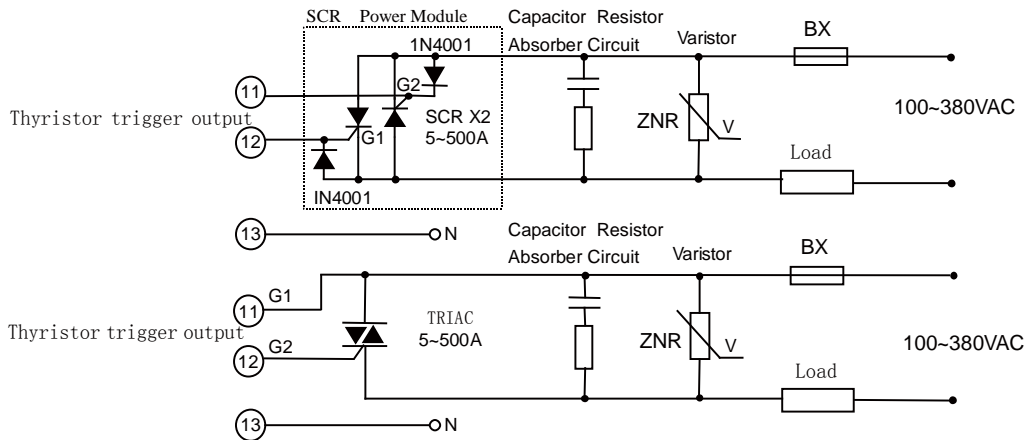 SCR Power Module
Capacitor Resistor
Absorber Circuit
Varistor
BX
1N4001
11
G2
Thyristor trigger output
SCR X2
5~500A
ZNR
V
100~380VAC
12
G1
Load
IN4001
13
N
Capacitor Resistor
Absorber Circuit
Varistor
BX
G1
11
TRIAC
5~500A
Thyristor trigger output
ZNR
V
100~380VAC
G2
12
Load
13
N